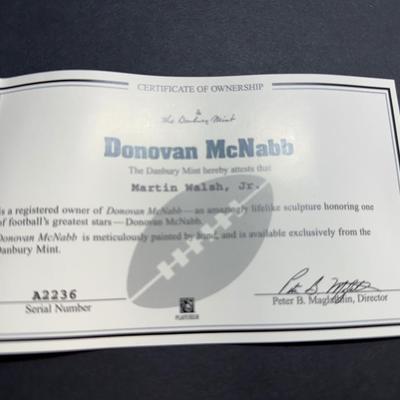 CERTIFICATE OF OWNERSHIP
The Danbury Mint
Donovan McNabb
The Danbury Mint hereby attests that
Martin Walsh, Jr.
is a registered owner of Donovan McNabb—an amazingly lifelike sculpture honoring one
of football's greatest stars—Donovan McNabb.
Donovan McNabb is meticulously painted by hand, and is available exclusively from the
Danbury Mint.
A2236
Serial Number
Peter B. Maglathlin, Director
PLAYERS INC